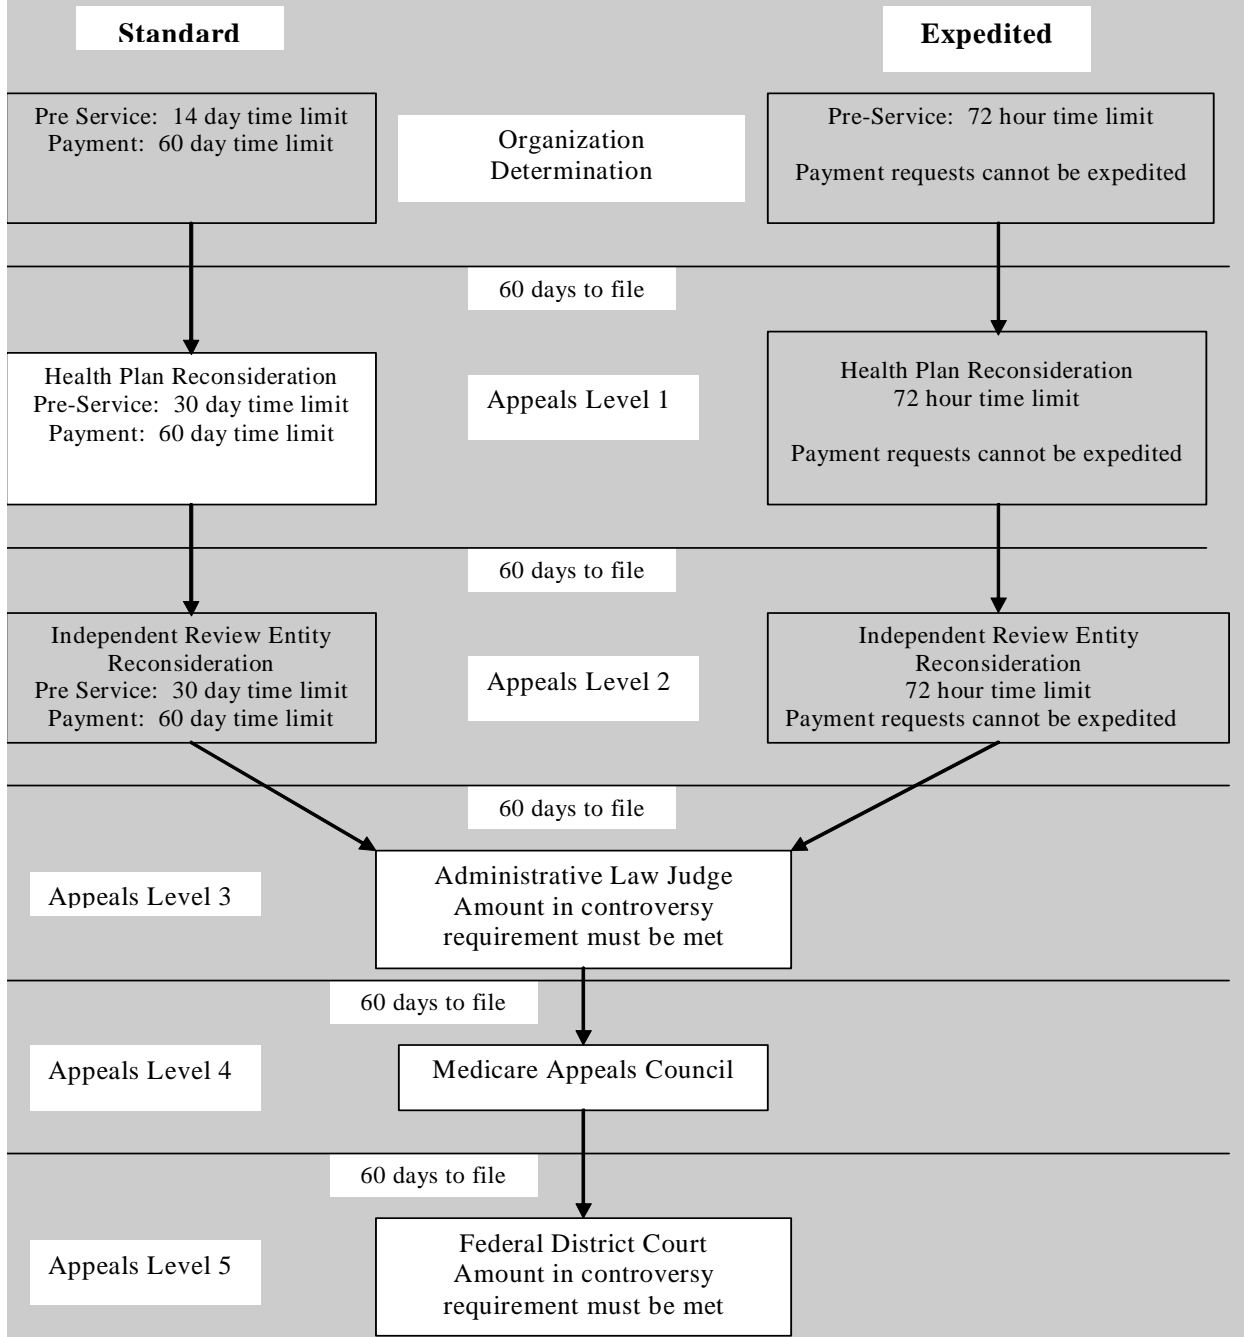 Standard
Expedited
Pre Service: 14 day time limit
Payment: 60 day time limit
Organization
Determination
Pre-Service: 72 hour time limit
Payment requests cannot be expedited
60 days to file
Health Plan Reconsideration
Pre-Service: 30 day time limit
Payment: 60 day time limit
Appeals Level 1
Health Plan Reconsideration
72 hour time limit
Payment requests cannot be expedited
60 days to file
Independent Review Entity
Reconsideration
Pre Service: 30 day time limit
Payment: 60 day time limit
Appeals Level 2
Independent Review Entity
Reconsideration
72 hour time limit
Payment requests cannot be expedited
60 days to file
Appeals Level 3
Administrative Law Judge
Amount in controversy
requirement must be met
60 days to file
Appeals Level 4
Medicare Appeals Council
60 days to file
Appeals Level 5
Federal District Court
Amount in controversy
requirement must be met